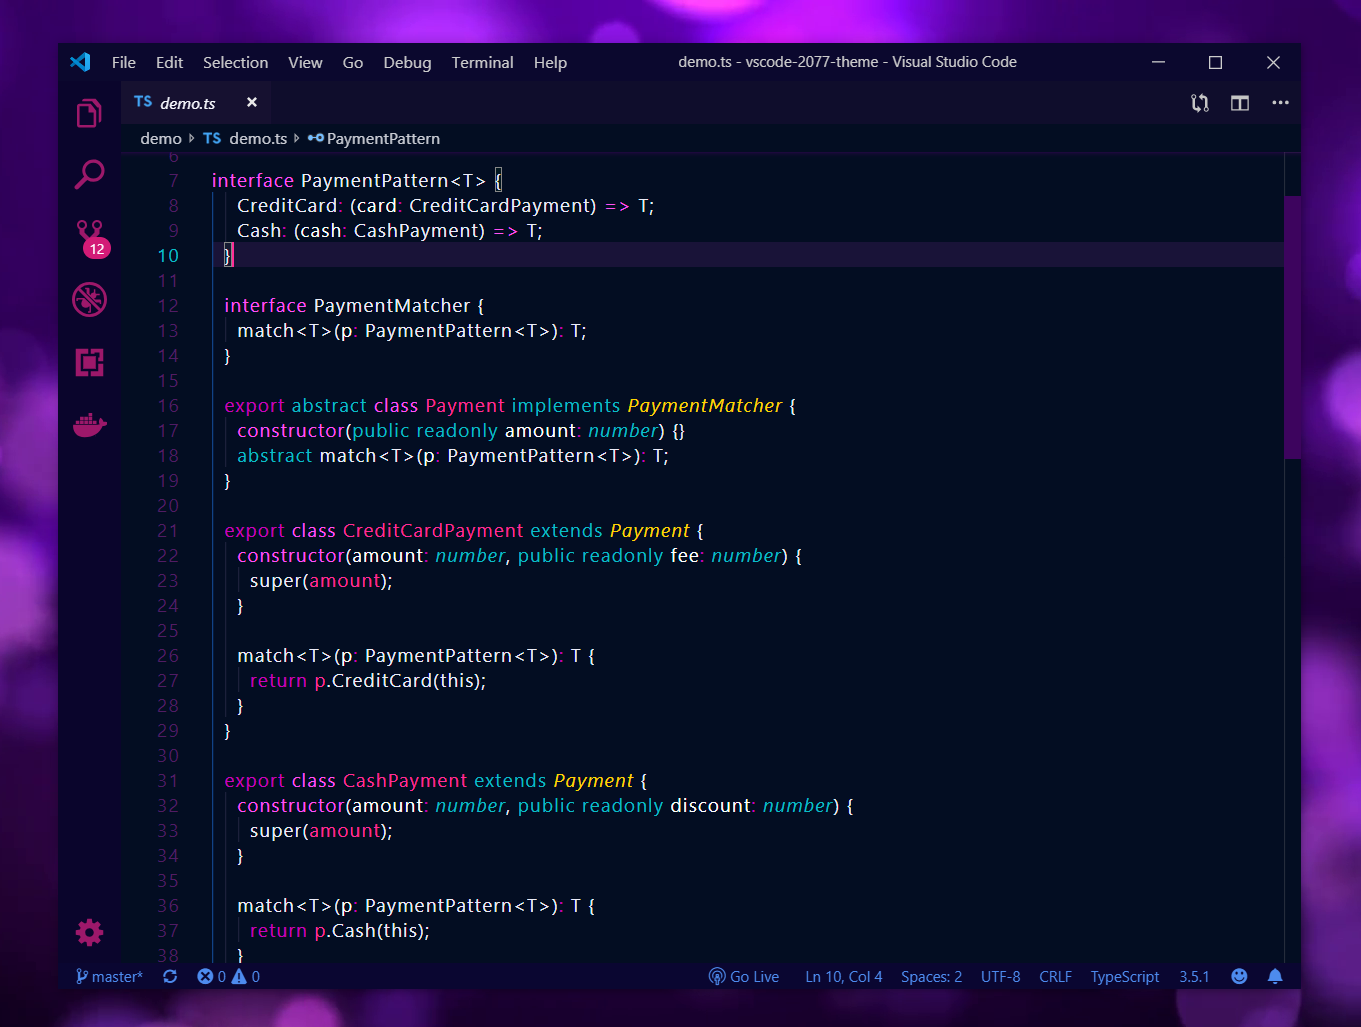 File Edit Selection View Go Debug Terminal Help demo.ts - vscode-2077-theme - Visual Studio Code
TS demo.ts
demo TS demo.ts PaymentPattern
6
7 interface PaymentPattern<T> {
8 CreditCard: (card: CreditCardPayment) => T;
9 Cash: (cash: CashPayment) => T;
10 }
11
12 interface PaymentMatcher {
13 match<T>(p: PaymentPattern<T>): T;
14 }
15
16 export abstract class Payment implements PaymentMatcher {
17 constructor(public readonly amount: number) {}
18 abstract match<T>(p: PaymentPattern<T>): T;
19 }
20
21 export class CreditCardPayment extends Payment {
22 constructor(amount: number, public readonly fee: number) {
23 super(amount);
24 }
25
26 match<T>(p: PaymentPattern<T>): T {
27 return p.CreditCard(this);
28 }
29 }
30
31 export class CashPayment extends Payment {
32 constructor(amount: number, public readonly discount: number) {
33 super(amount);
34 }
35
36 match<T>(p: PaymentPattern<T>): T {
37 return p.Cash(this);
38 }
12
master* 0 0 Go Live Ln 10, Col 4 Spaces: 2 UTF-8 CRLF TypeScript 3.5.1